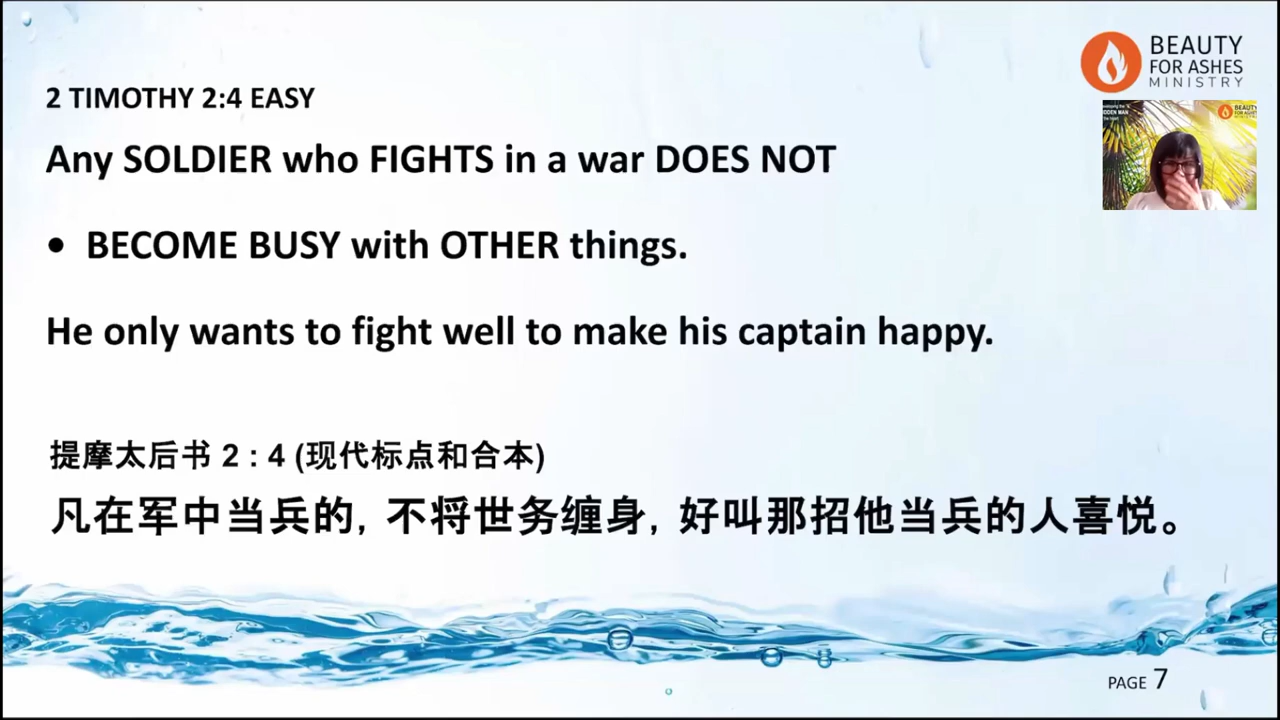 BEAUTY
FOR ASHES
MINISTRY
2 TIMOTHY 2:4 EASY
Any SOLDIER who FIGHTS in a war DOES NOT
• BECOME BUSY with OTHER things.
He only wants to fight well to make his captain happy.
提摩太后书 2 : 4 (现代标点和合本)
凡在军中当兵的, 不将世务缠身, 好叫那招他当兵的人喜悦。
PAGE 7
BEAUTY
FOR ASHES